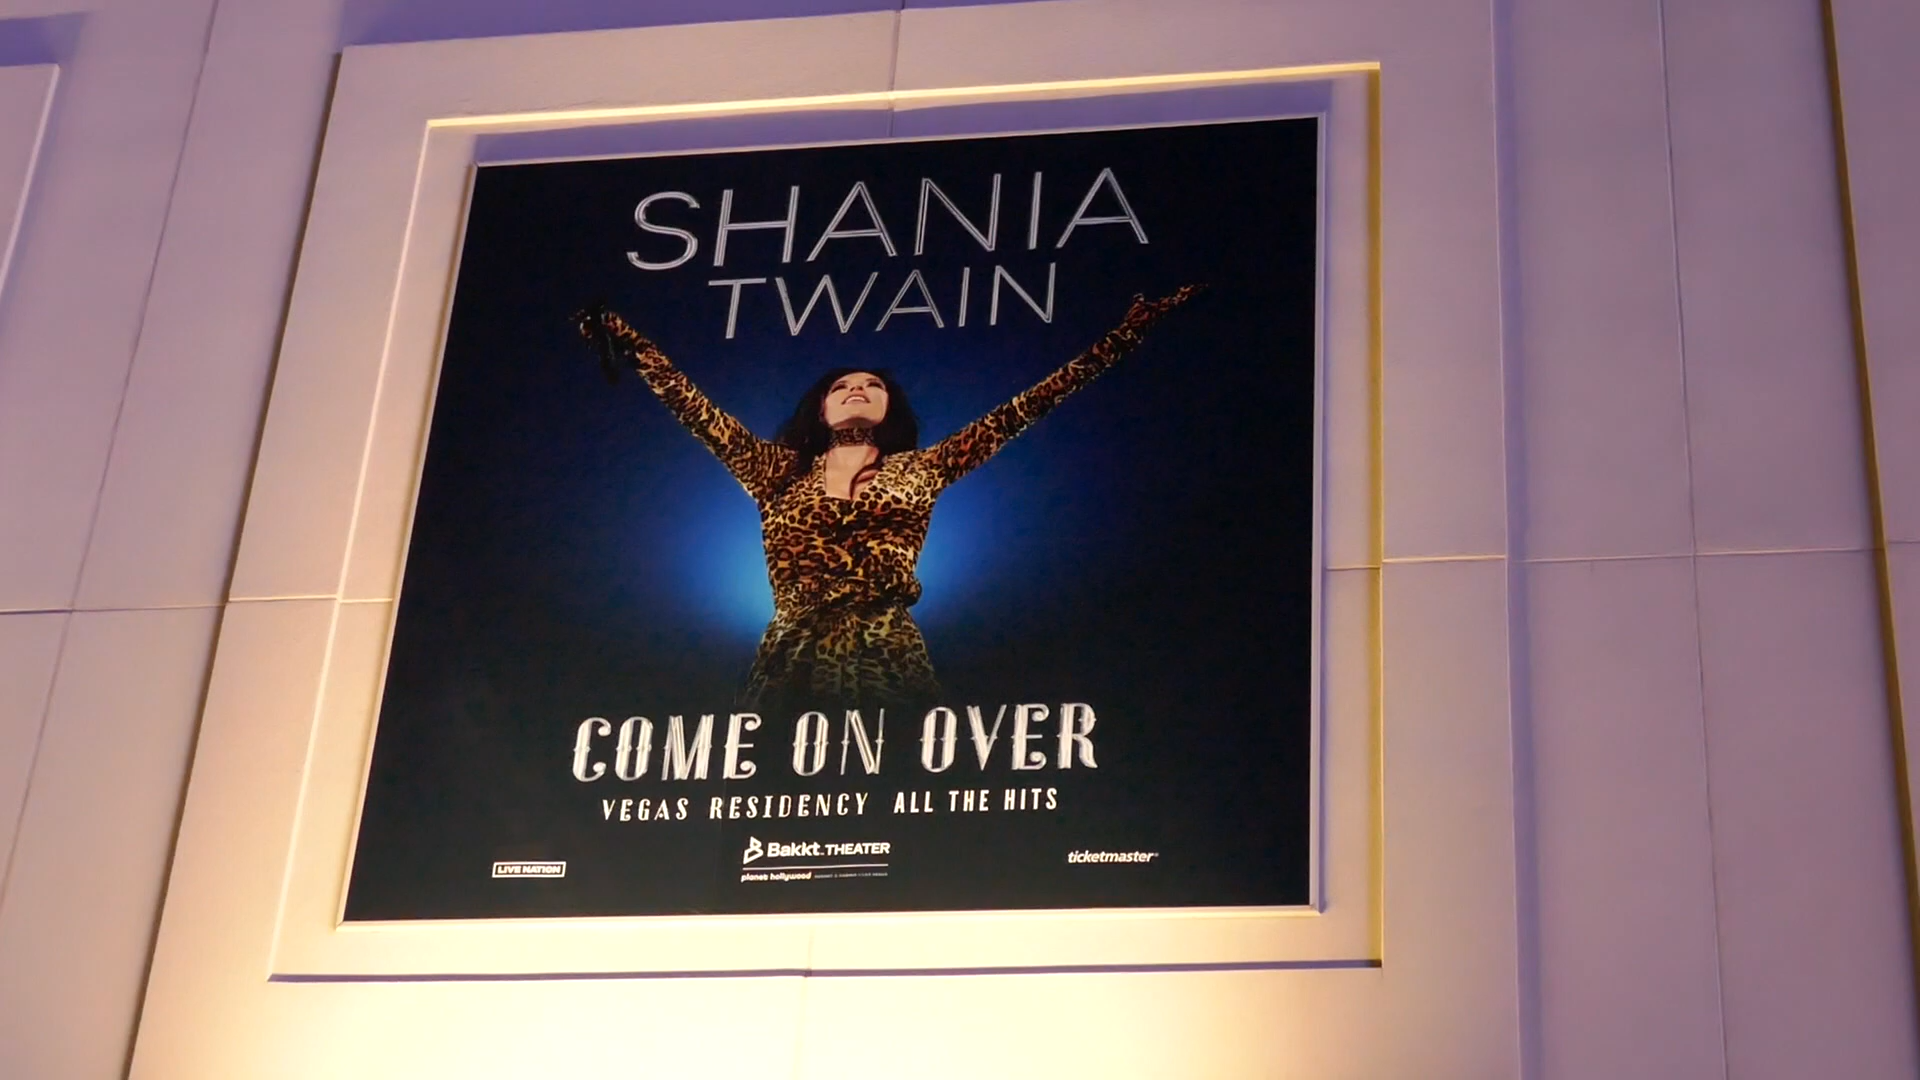 SHANIA
TWAIN
COME ON OVER
VEGAS RESIDENCY ALL THE HITS
LIVE NATION
Bakkt THEATER
planet hollywood
ticketmaster